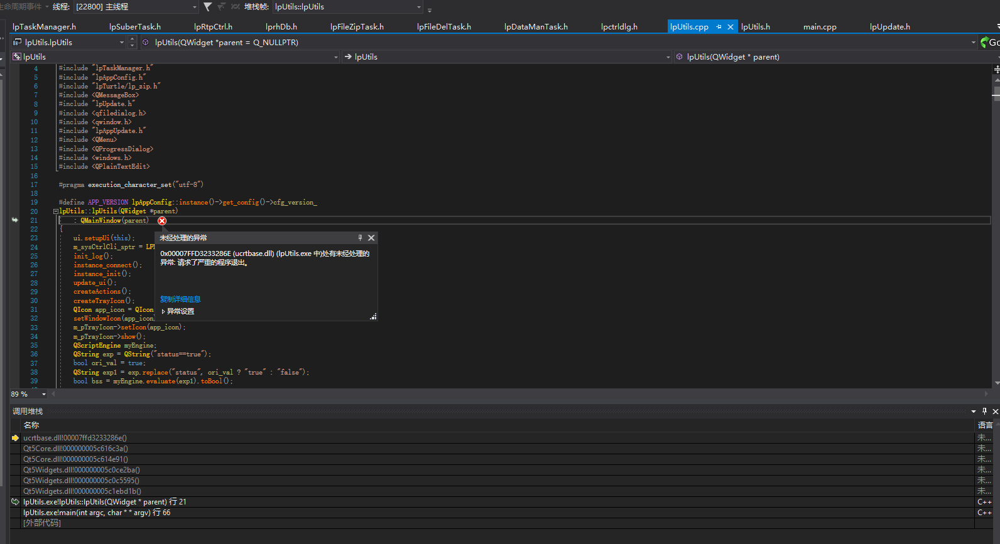 生命周期事件 线程: [22800] 主线程 堆栈帧: lpUtils::lpUtils
lpTaskManager.h lpSuberTask.h lpRtpCtrl.h lprhDb.h lpFileZipTask.h lpFileDelTask.h lpDataManTask.h lpctrldlg.h lpUtils.cpp lpUtils.h main.cpp lpUpdate.h
lpUtils.lpUtils lpUtils(QWidget *parent = Q_NULLPTR) Go
lpUtils lpUtils lpUtils(QWidget * parent)
4 #include "lpTaskManager.h"
5 #include "lpAppConfig.h"
6 #include "lpTurtle/lp_zip.h"
7 #include <QMessageBox>
8 #include "lpUpdate.h"
9 #include <qfiledialog.h>
10 #include <qwindow.h>
11 #include "lpAppUpdate.h"
12 #include <QMenu>
13 #include <QProgressDialog>
14 #include <windows.h>
15 #include <QPlainTextEdit>
16
17 #pragma execution_character_set("utf-8")
18
19 #define APP_VERSION lpAppConfig::instance()->get_config()->cfg_version_
20 lpUtils::lpUtils(QWidget *parent)
21 : QMainWindow(parent)
22 {
23 ui.setupUi(this);
24 m_sysCtrlCli_sptr = LP
25 init_log();
26 instance_connect();
27 instance_init();
28 update_ui();
29 createActions();
30 createTrayIcon();
31 QIcon app_icon = QIcon
32 setWindowIcon(app_icon
33 m_pTrayIcon->setIcon(app_icon);
34 m_pTrayIcon->show();
35 QScriptEngine myEngine;
36 QString exp = QString("status==true");
37 bool ori_val = true;
38 QString exp1 = exp.replace("status", ori_val ? "true" : "false");
39 bool bss = myEngine.evaluate(exp1).toBool();
未经处理的异常
0x00007FFD3233286E (ucrtbase.dll) (lpUtils.exe 中)处有未经处理的
异常: 请求了严重的程序退出。
复制详细信息
异常设置
89 %
调用堆栈
名称 语言
ucrtbase.dll!00007ffd3233286e() 未...
Qt5Core.dll!000000005c616c3a() 未...
Qt5Core.dll!000000005c614e91() 未...
Qt5Widgets.dll!000000005c0ce2ba() 未...
Qt5Widgets.dll!000000005c0c5595() 未...
Qt5Widgets.dll!000000005c1ebd1b() 未...
lpUtils.exe!lpUtils::lpUtils(QWidget * parent) 行 21 C++
lpUtils.exe!main(int argc, char * * argv) 行 66 C++
[外部代码]